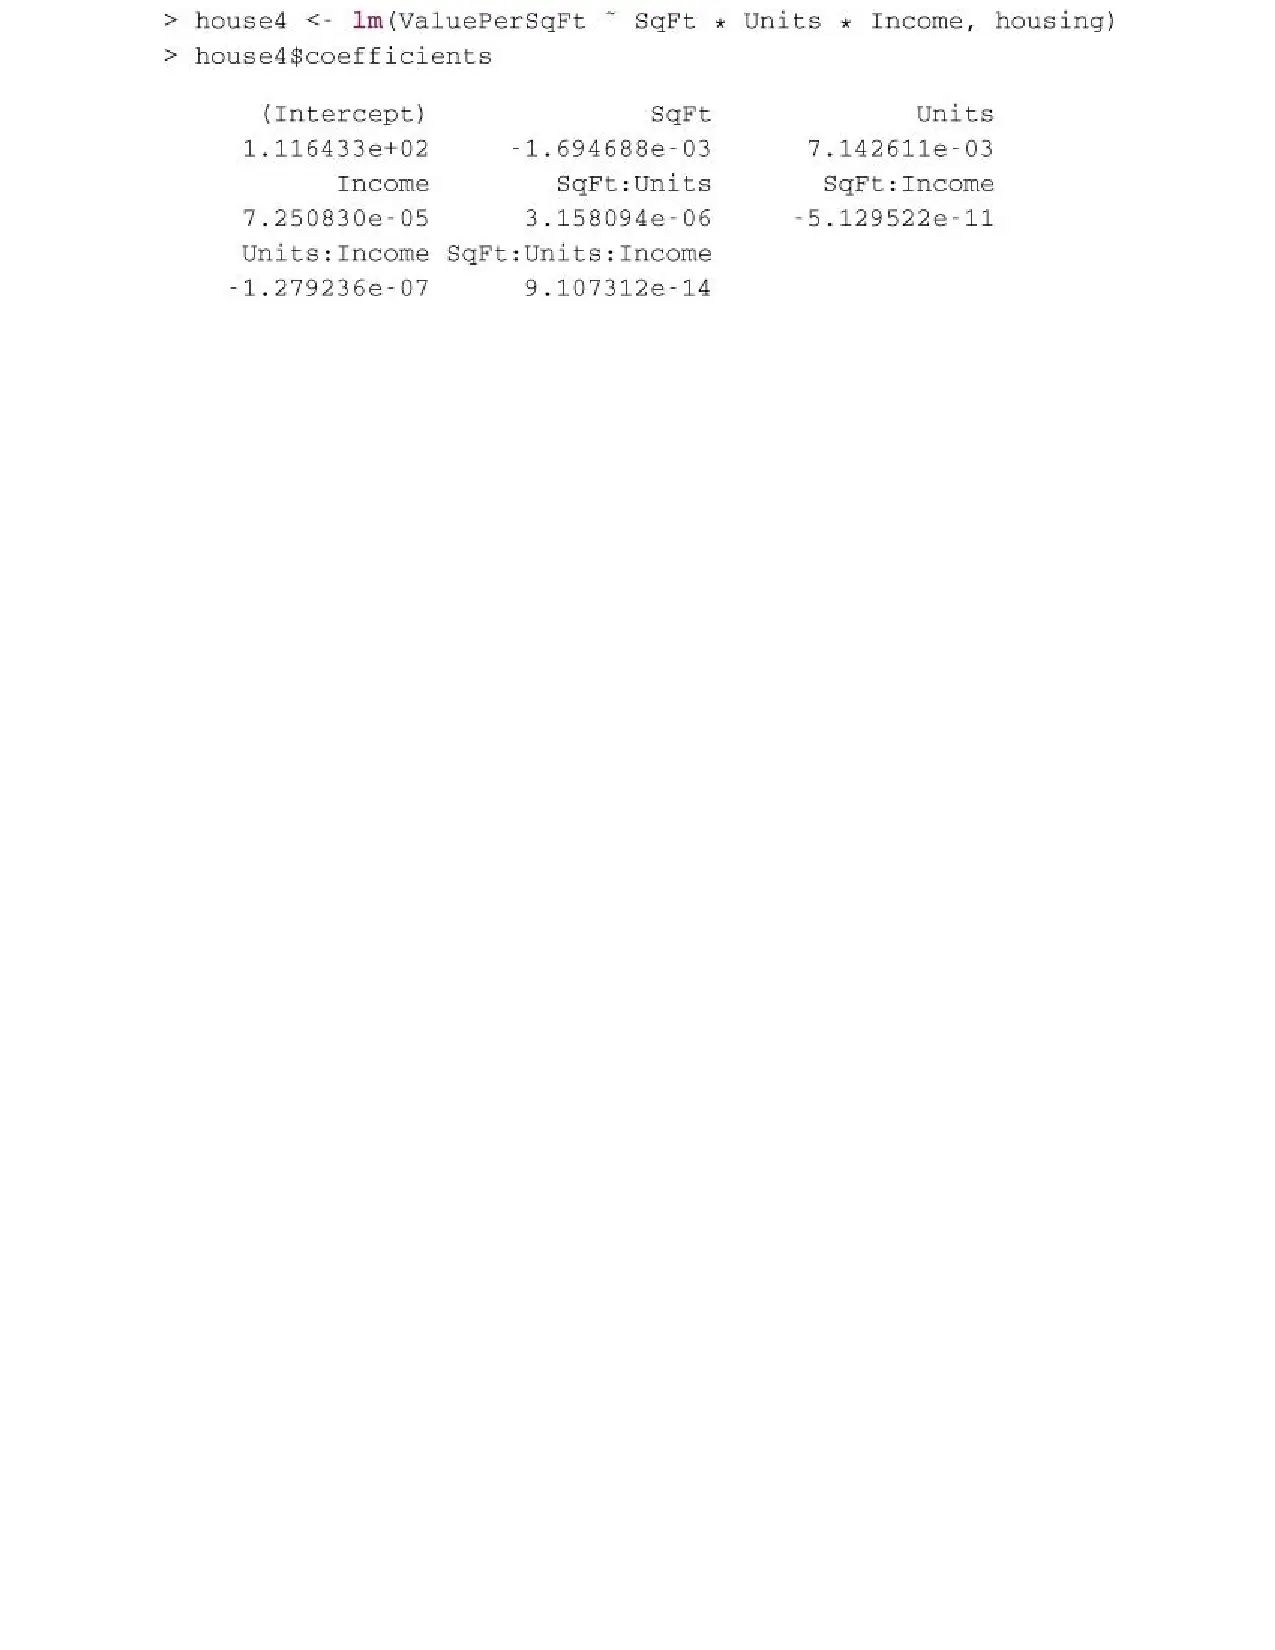 > house4 <- lm(ValuePerSqFt ~ SqFt * Units * Income, housing)
> house4$coefficients
(Intercept) SqFt Units
1.116433e+02 -1.694688e-03 7.142611e-03
Income SqFt:Units SqFt:Income
7.250830e-05 3.158094e-06 -5.129522e-11
Units:Income SqFt:Units:Income
-1.279236e-07 9.107312e-14